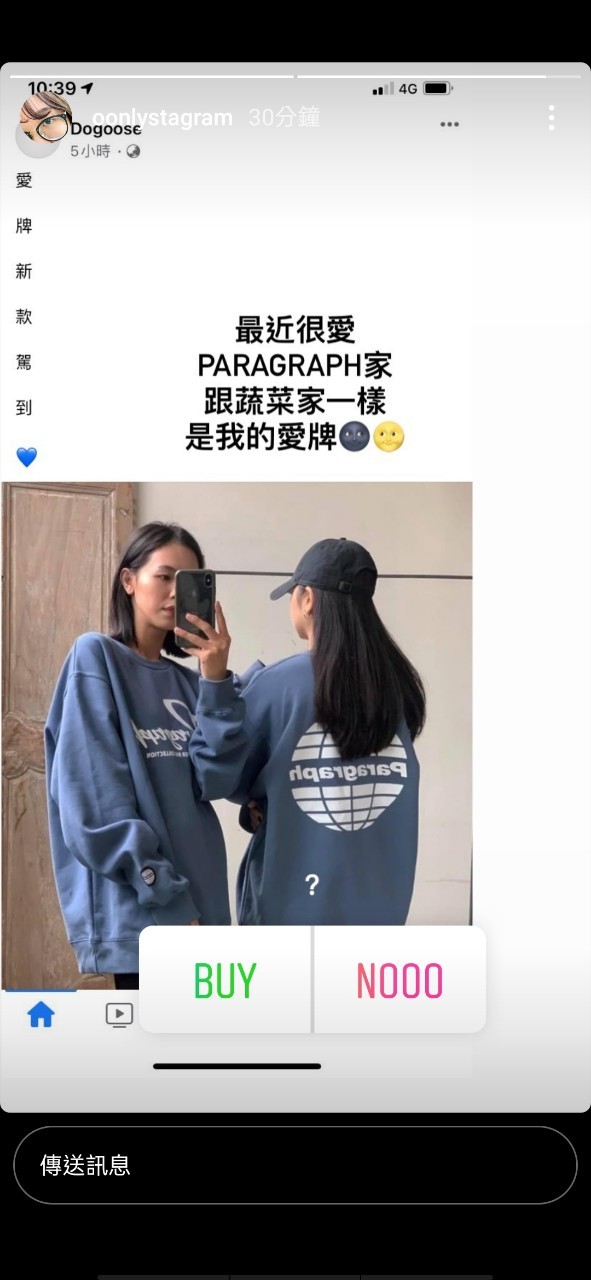 10:39
4G
oonlystagram 30分鐘
Dogoose
5小時 ·
愛
牌
新
款
駕
到
最近很愛
PARAGRAPH家
跟蔬菜家一樣
是我的愛牌🌚🌝
Paragraph
Paragraph
?
BUY
NOOO
傳送訊息